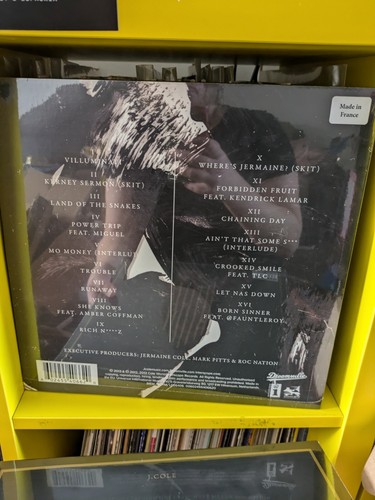 Made in
France
VILLUMINATI
II
KERNEY SERMON (SKIT)
III
LAND OF THE SNAKES
IV
POWER TRIP
FEAT. MIGUEL
MO MONEY (INTERLU
VI
TROUBLE
VII
RUNAWAY
VIII
SHE KNOWS
FEAT. AMBER COFFMAN
IX
RICH N****Z
X
WHERE'S JERMAINE? (SKIT)
XI
FORBIDDEN FRUIT
FEAT. KENDRICK LAMAR
XII
CHAINING DAY
XIII
AIN'T THAT SOME S***
(INTERLUDE)
XIV
CROOKED SMILE
FEAT. TLC
XV
LET NAS DOWN
XVI
BORN SINNER
FEAT. @FAUNTLEROY
EXECUTIVE PRODUCERS: JERMAINE COLE, MARK PITTS & ROC NATION
Dreamville
J.COLE